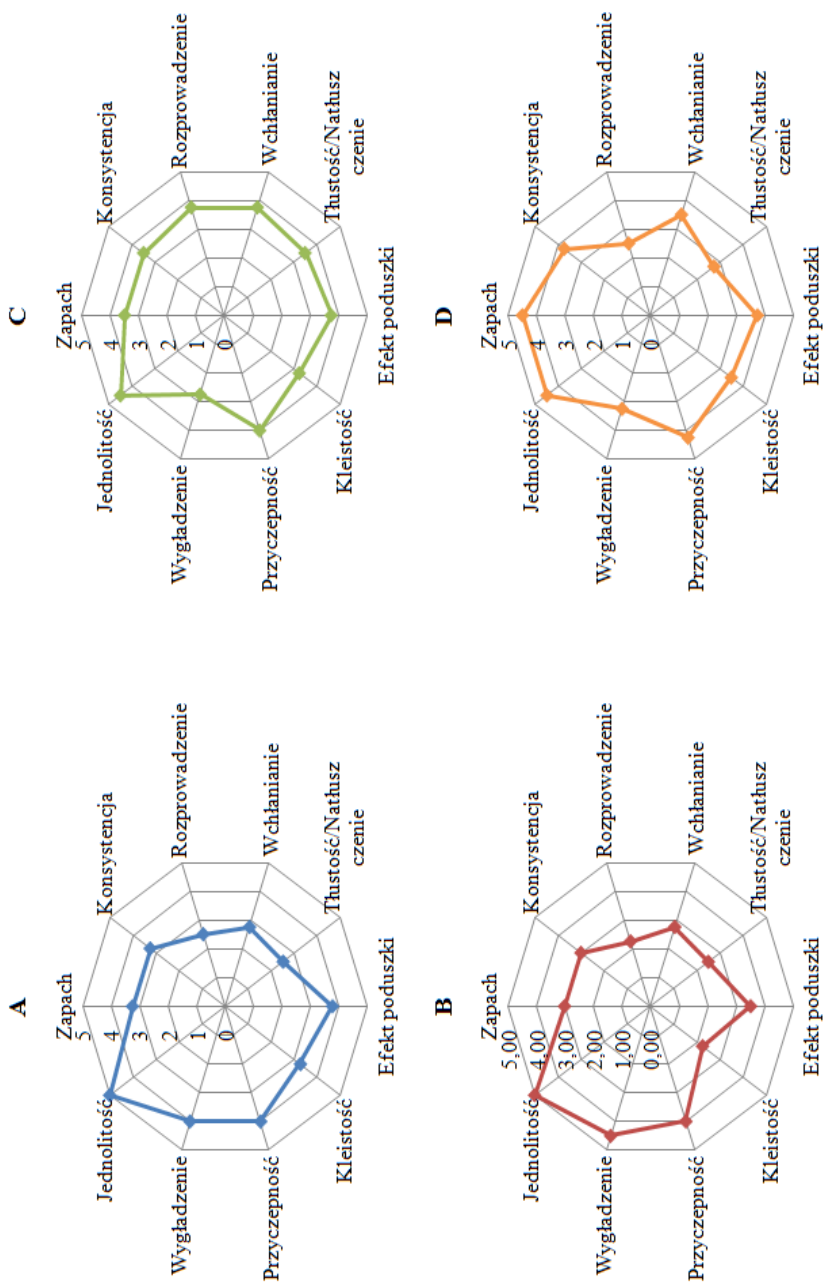 A
Zapach
5
4
3
2
1
0
Konsystencja
Rozprowadzenie
Wchłanianie
Tłustość/Natłusz
czenie
Efekt poduszki
Kleistość
Przyczepność
Wygładzenie
Jednolitość
C
Zapach
5
4
3
2
1
0
Konsystencja
Rozprowadzenie
Wchłanianie
Tłustość/Natłusz
czenie
Efekt poduszki
Kleistość
Przyczepność
Wygładzenie
Jednolitość
B
5,00
4,00
3,00
2,00
1,00
0,00
Konsystencja
Rozprowadzenie
Wchłanianie
Tłustość/Natłusz
czenie
Efekt poduszki
Kleistość
Przyczepność
Wygładzenie
Jednolitość
Zapach
D
Zapach
5
4
3
2
1
0
Konsystencja
Rozprowadzenie
Wchłanianie
Tłustość/Natłusz
czenie
Efekt poduszki
Kleistość
Przyczepność
Wygładzenie
Jednolitość